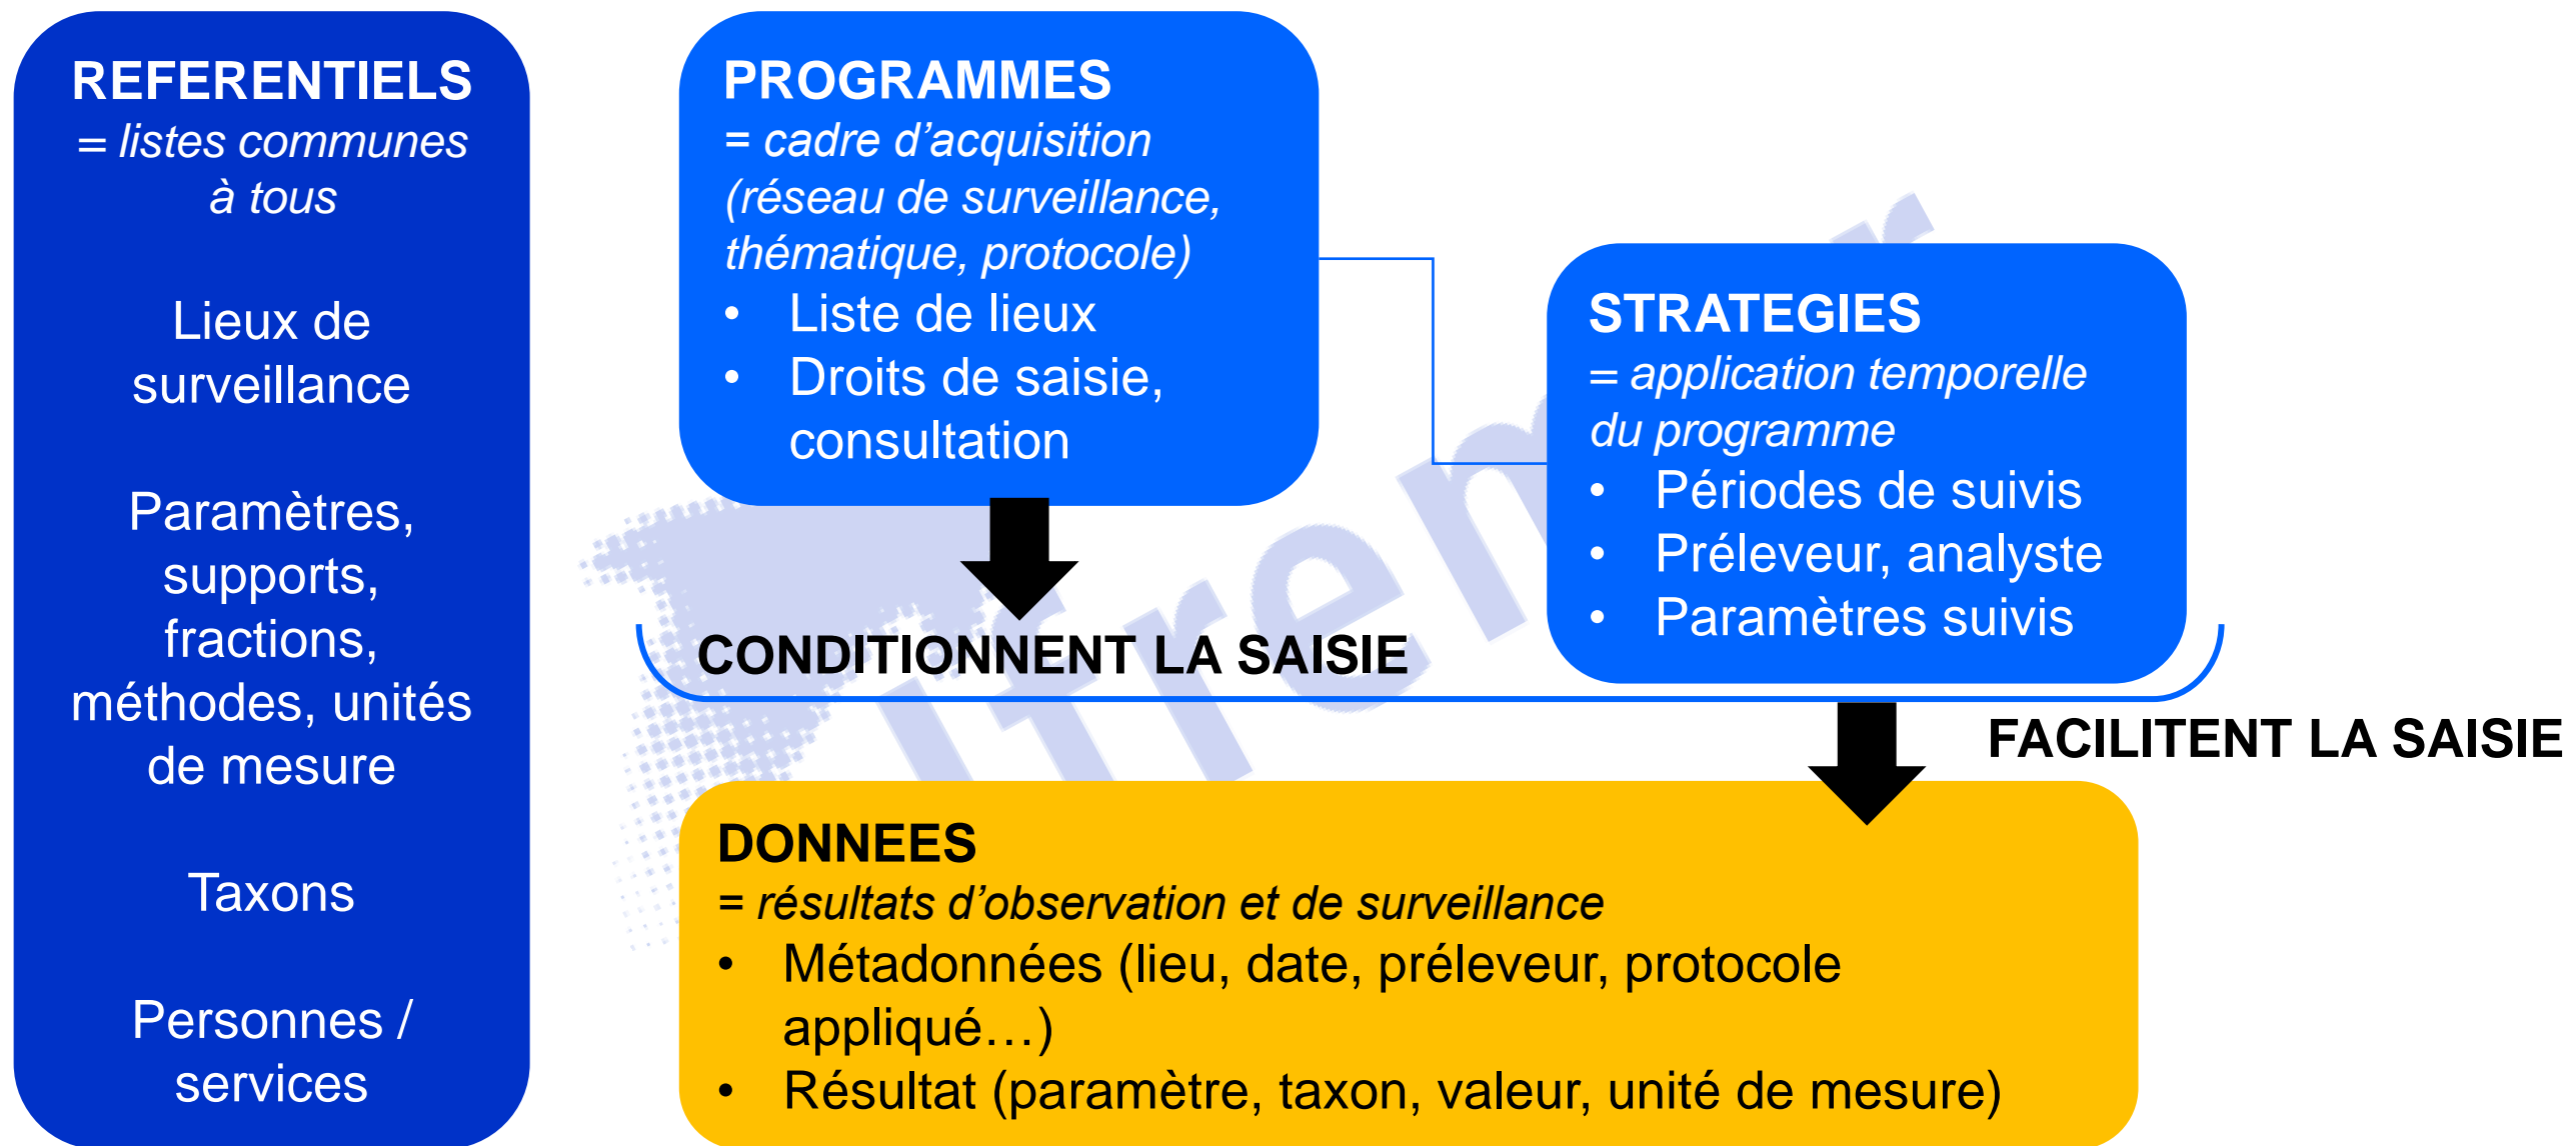 REFERENTIELS
= listes communes
à tous
Lieux de
surveillance
Paramètres,
supports,
fractions,
méthodes, unités
de mesure
Taxons
Personnes /
services
PROGRAMMES
= cadre d’acquisition
(réseau de surveillance,
thématique, protocole)
• Liste de lieux
• Droits de saisie,
consultation
STRATEGIES
= application temporelle
du programme
• Périodes de suivis
• Préleveur, analyste
• Paramètres suivis
CONDITIONNENT LA SAISIE
FACILITENT LA SAISIE
DONNEES
= résultats d’observation et de surveillance
• Métadonnées (lieu, date, préleveur, protocole
appliqué…)
• Résultat (paramètre, taxon, valeur, unité de mesure)